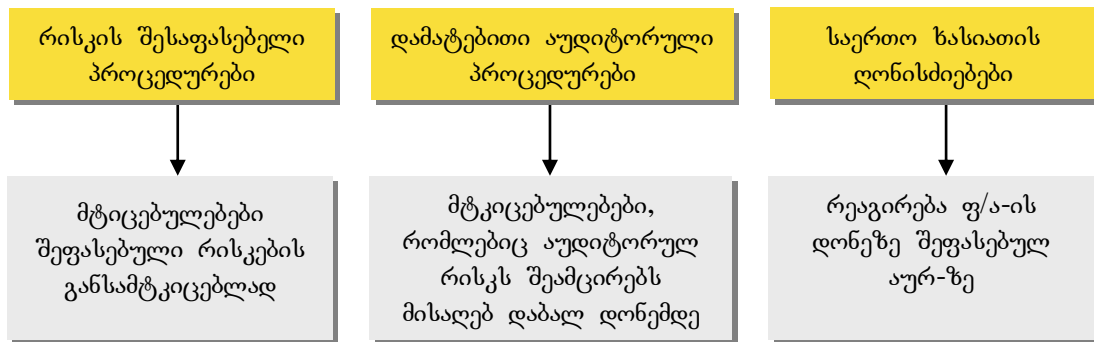 რისკის შესაფასებელი
პროცედურები
დამატებითი აუდიტორული
პროცედურები
საერთო ხასიათის
ღონისძიებები
მტიცებულებები
შეფასებული რისკების
განსამტკიცებლად
მტკიცებულებები,
რომლებიც აუდიტორულ
რისკს შეამცირებს
მისაღებ დაბალ დონემდე
რეაგირება ფ/ა-ის
დონეზე შეფასებულ
აურ-ზე